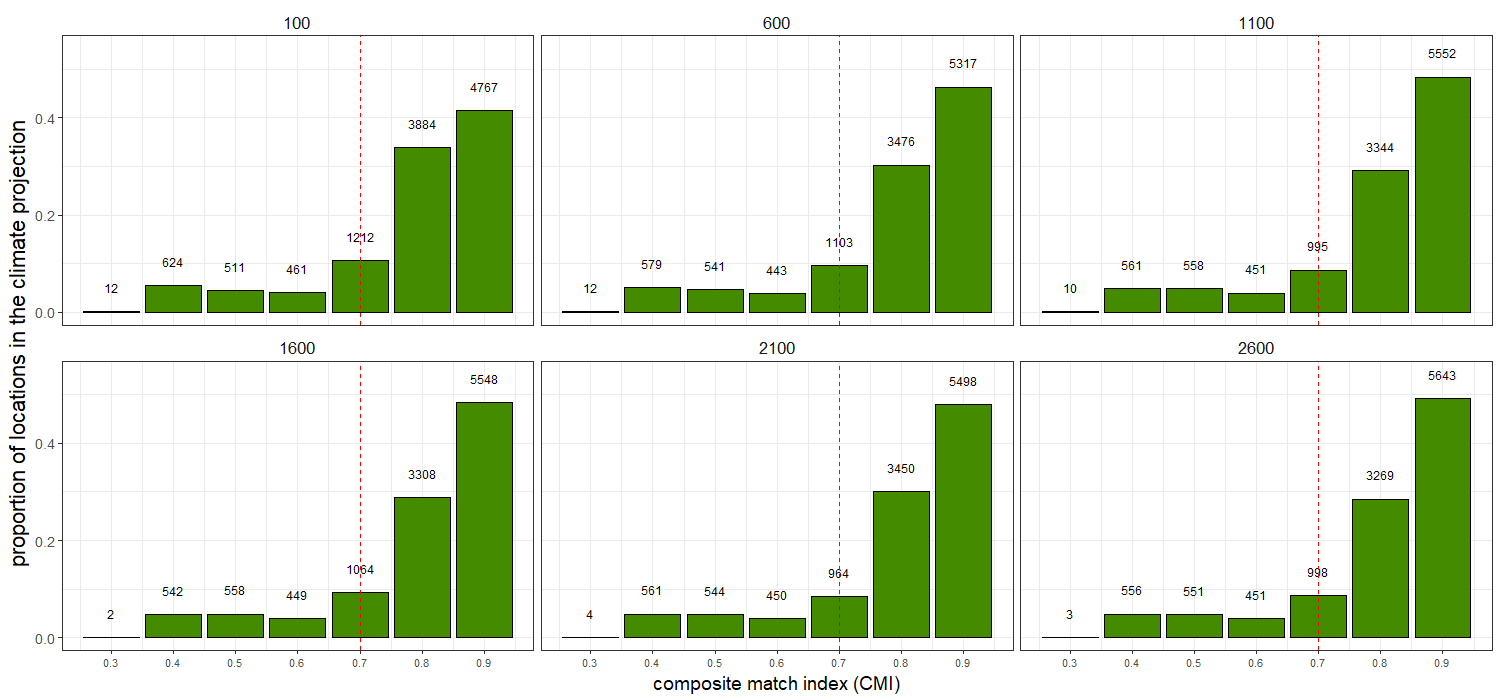 100 600 1100
proportion of locations in the climate projection
0.4
0.2
0.0
12 624 511 461 1212 3884 4767
12 579 541 443 1103 3476 5317
10 561 558 451 995 3344 5552
1600 2100 2600
0.4
0.2
0.0
2 542 558 449 1064 3308 5548
4 561 544 450 964 3450 5498
3 556 551 451 998 3269 5643
0.3 0.4 0.5 0.6 0.7 0.8 0.9
0.3 0.4 0.5 0.6 0.7 0.8 0.9
0.3 0.4 0.5 0.6 0.7 0.8 0.9
composite match index (CMI)